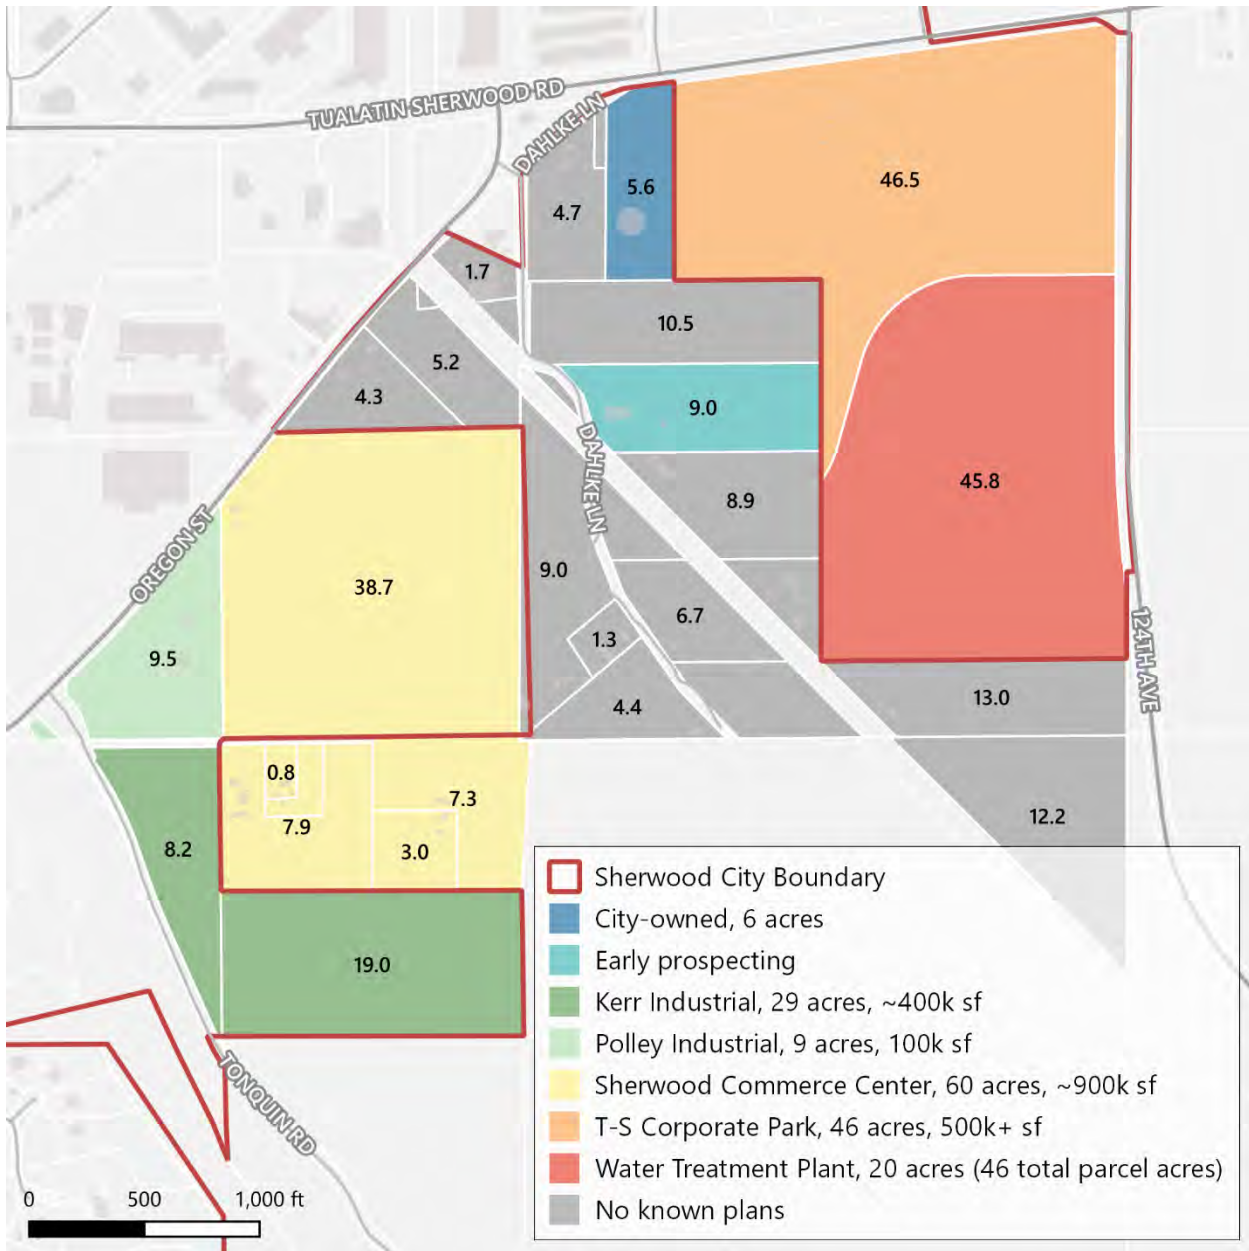 TUALATIN SHERWOOD RD
DAHLKE LN
46.5
5.6
4.7
1.7
10.5
5.2
4.3
9.0
DAHLKE LN
45.8
8.9
OREGON ST
9.0
38.7
6.7
1.3
9.5
124TH AVE
13.0
4.4
0.8
7.3
7.9
3.0
12.2
8.2
19.0
Sherwood City Boundary
City-owned, 6 acres
Early prospecting
Kerr Industrial, 29 acres, ~400k sf
Polley Industrial, 9 acres, 100k sf
Sherwood Commerce Center, 60 acres, ~900k sf
T-S Corporate Park, 46 acres, 500k+ sf
Water Treatment Plant, 20 acres (46 total parcel acres)
No known plans
TONQUIN RD
0 500 1,000 ft